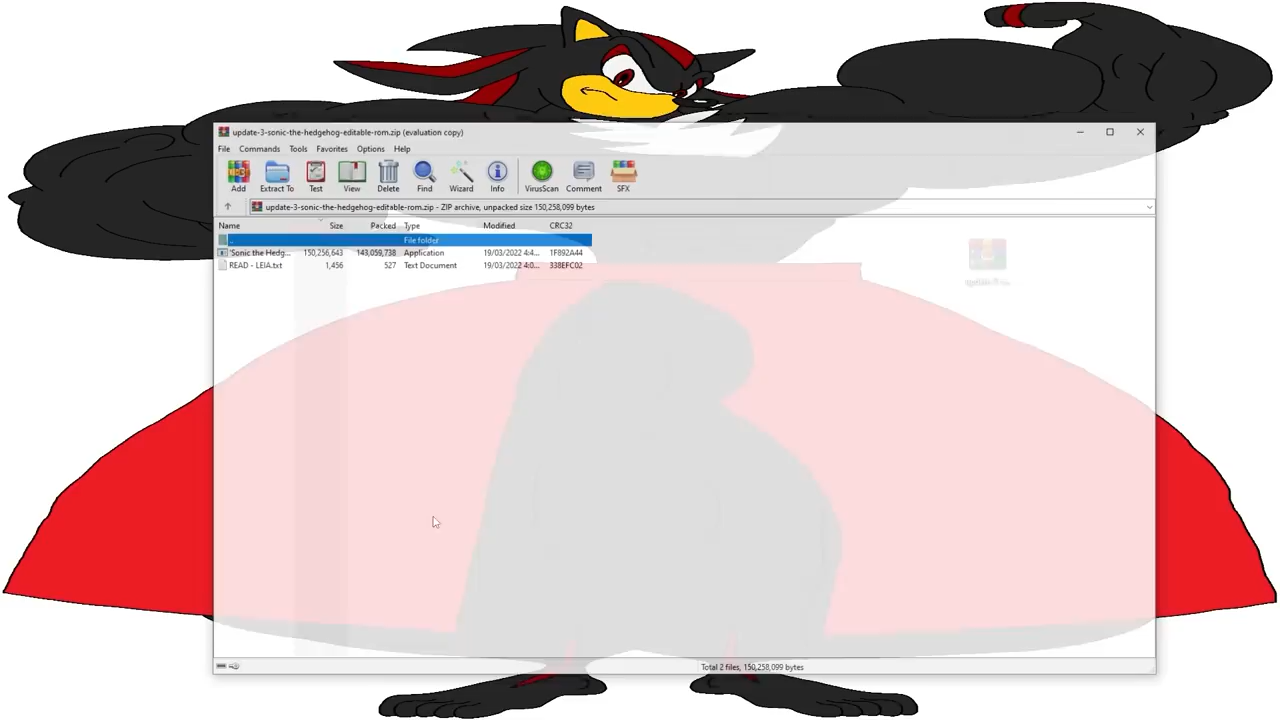 update-3-sonic-the-hedgehog-editable-rom.zip (evaluation copy)
File Commands Tools Favorites Options Help
Add Extract To Test View Delete Find Wizard Info VirusScan Comment SFX
update-3-sonic-the-hedgehog-editable-rom.zip - ZIP archive, unpacked size 150,258,099 bytes
Name Size Packed Type Modified CRC32
.. File folder
'Sonic the Hedg... 150,256,643 143,059,738 Application 19/03/2022 4:4... 1F892A44
READ - LEIA.txt 1,456 527 Text Document 19/03/2022 4:0... 338EFC02
Total 2 files, 150,258,099 bytes